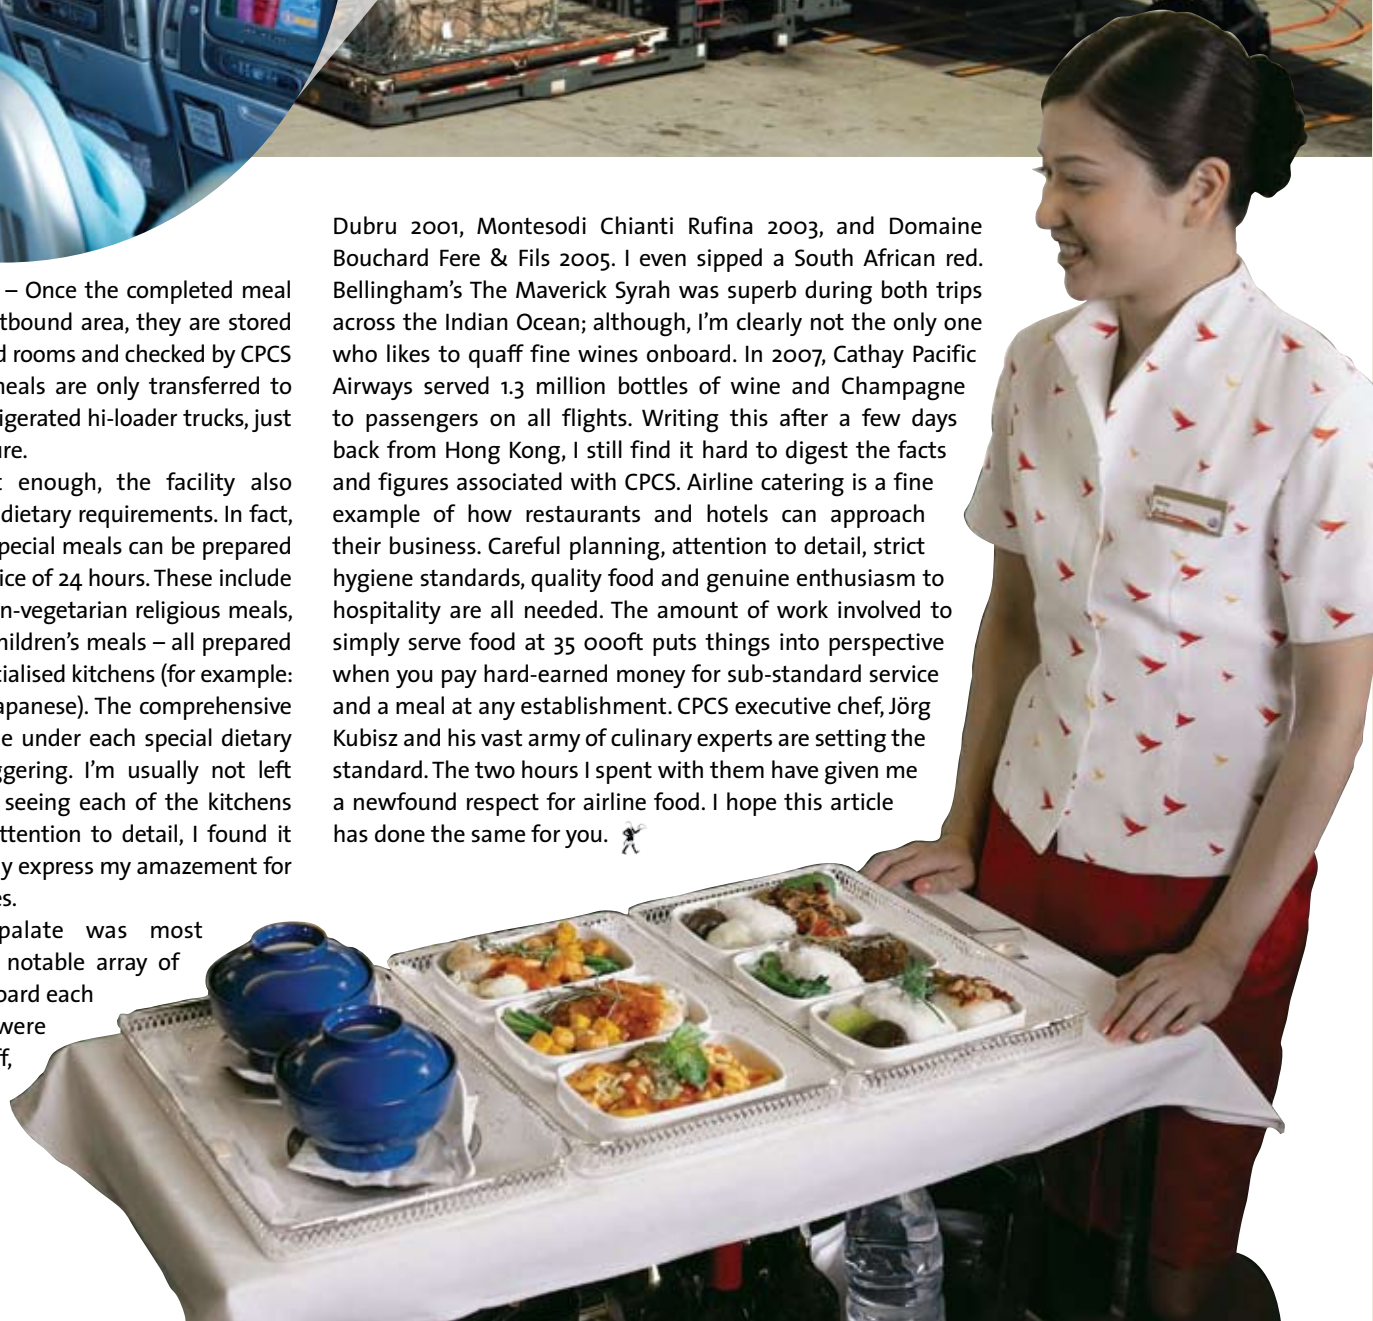 – Once the completed meal
tbound area, they are stored
d rooms and checked by CPCS
neals are only transferred to
igerated hi-loader trucks, just
ure.
t enough, the facility also
dietary requirements. In fact,
pecial meals can be prepared
ice of 24 hours. These include
n-vegetarian religious meals,
hildren's meals – all prepared
ialised kitchens (for example:
apanese). The comprehensive
e under each special dietary
ggering. I'm usually not left
seeing each of the kitchens
ttention to detail, I found it
y express my amazement for
es.
palate was most
notable array of
oard each
were
ff,
Dubru 2001, Montesodi Chianti Rufina 2003, and Domaine
Bouchard Fere & Fils 2005. I even sipped a South African red.
Bellingham's The Maverick Syrah was superb during both trips
across the Indian Ocean; although, I'm clearly not the only one
who likes to quaff fine wines onboard. In 2007, Cathay Pacific
Airways served 1.3 million bottles of wine and Champagne
to passengers on all flights. Writing this after a few days
back from Hong Kong, I still find it hard to digest the facts
and figures associated with CPCS. Airline catering is a fine
example of how restaurants and hotels can approach
their business. Careful planning, attention to detail, strict
hygiene standards, quality food and genuine enthusiasm to
hospitality are all needed. The amount of work involved to
simply serve food at 35 000ft puts things into perspective
when you pay hard-earned money for sub-standard service
and a meal at any establishment. CPCS executive chef, Jörg
Kubisz and his vast army of culinary experts are setting the
standard. The two hours I spent with them have given me
a newfound respect for airline food. I hope this article
has done the same for you.